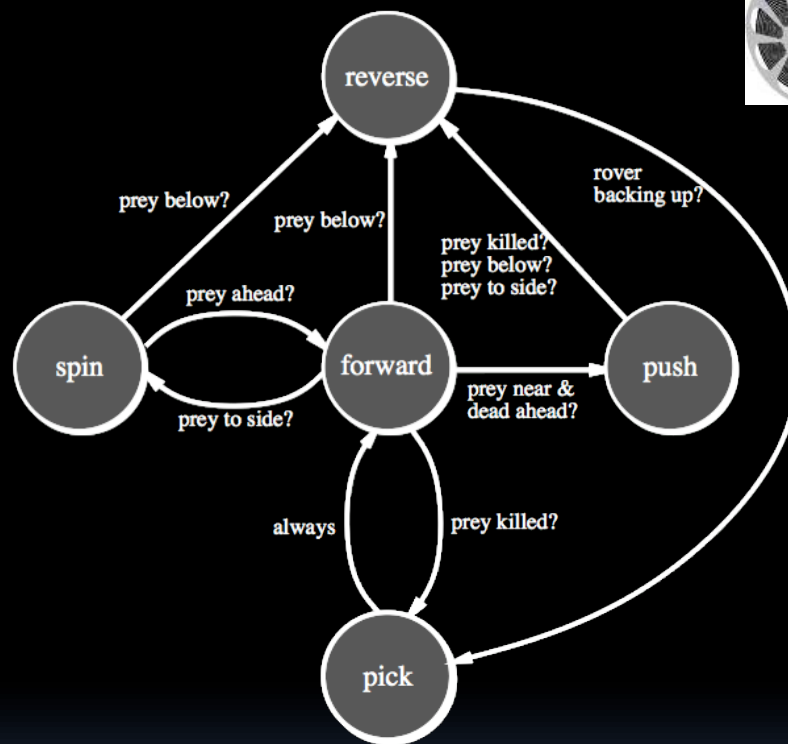 reverse
rover
backing up?
prey below?
prey below?
prey killed?
prey below?
prey to side?
prey ahead?
spin
forward
push
prey near &
dead ahead?
prey to side?
always
prey killed?
pick